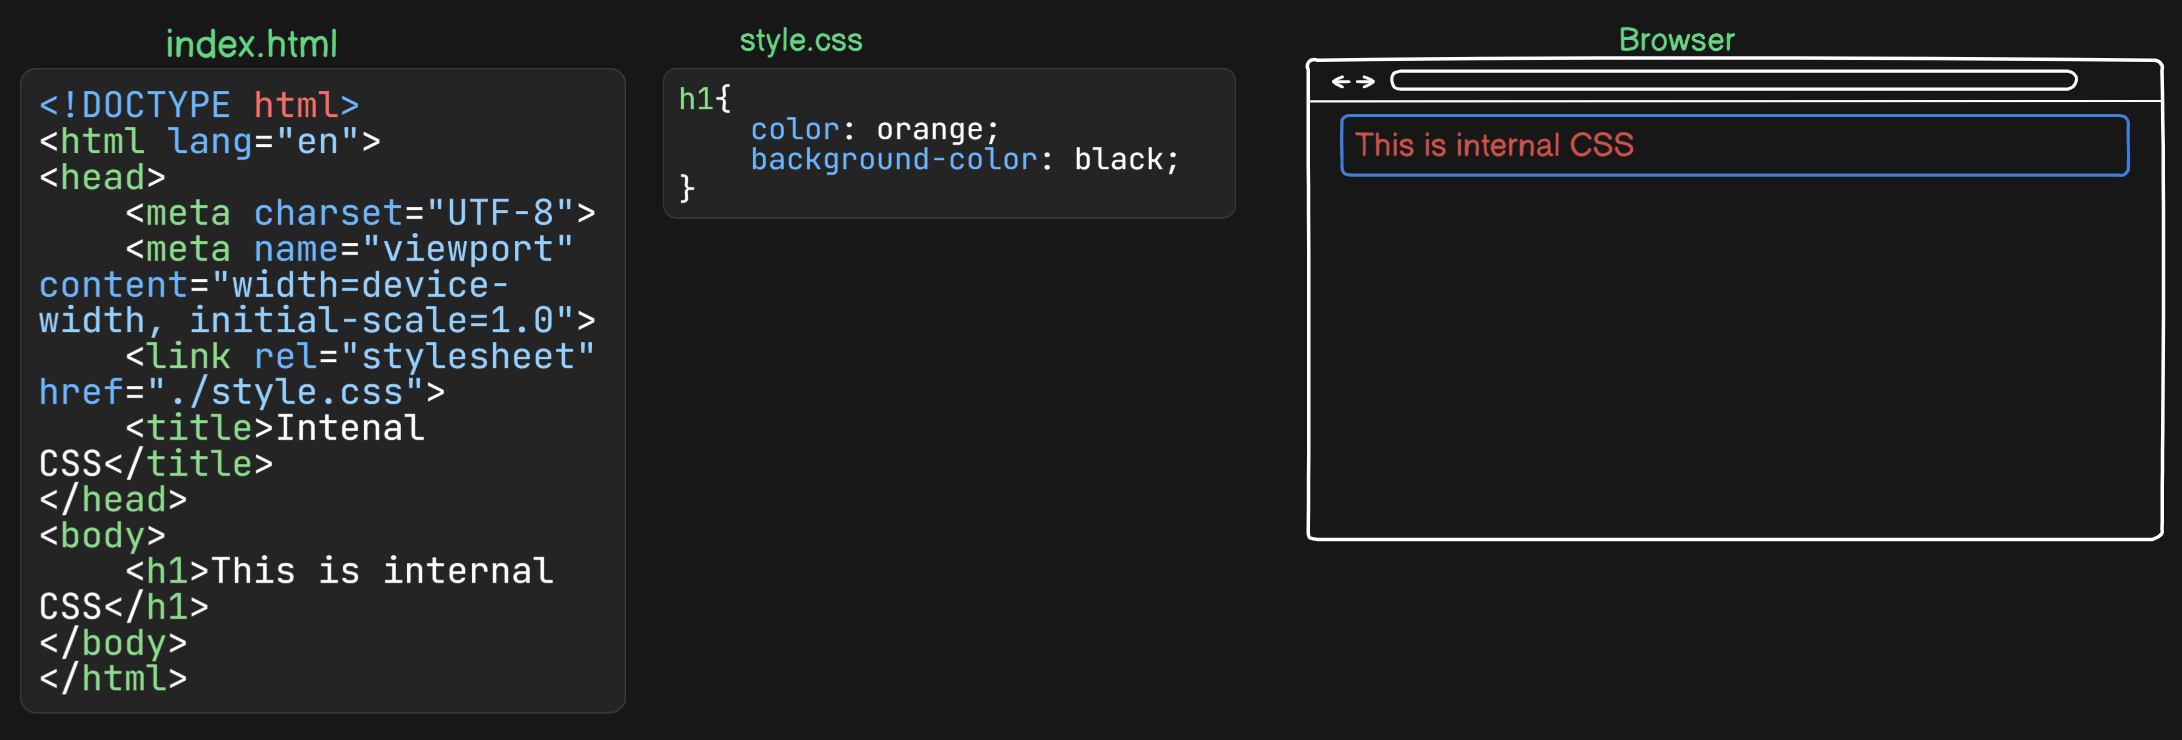 index.html
<!DOCTYPE html>
<html lang="en">
<head>
    <meta charset="UTF-8">
    <meta name="viewport"
content="width=device-
width, initial-scale=1.0">
    <link rel="stylesheet"
href="./style.css">
    <title>Intenal
CSS</title>
</head>
<body>
    <h1>This is internal
CSS</h1>
</body>
</html>
style.css
h1{
    color: orange;
    background-color: black;
}
Browser
This is internal CSS